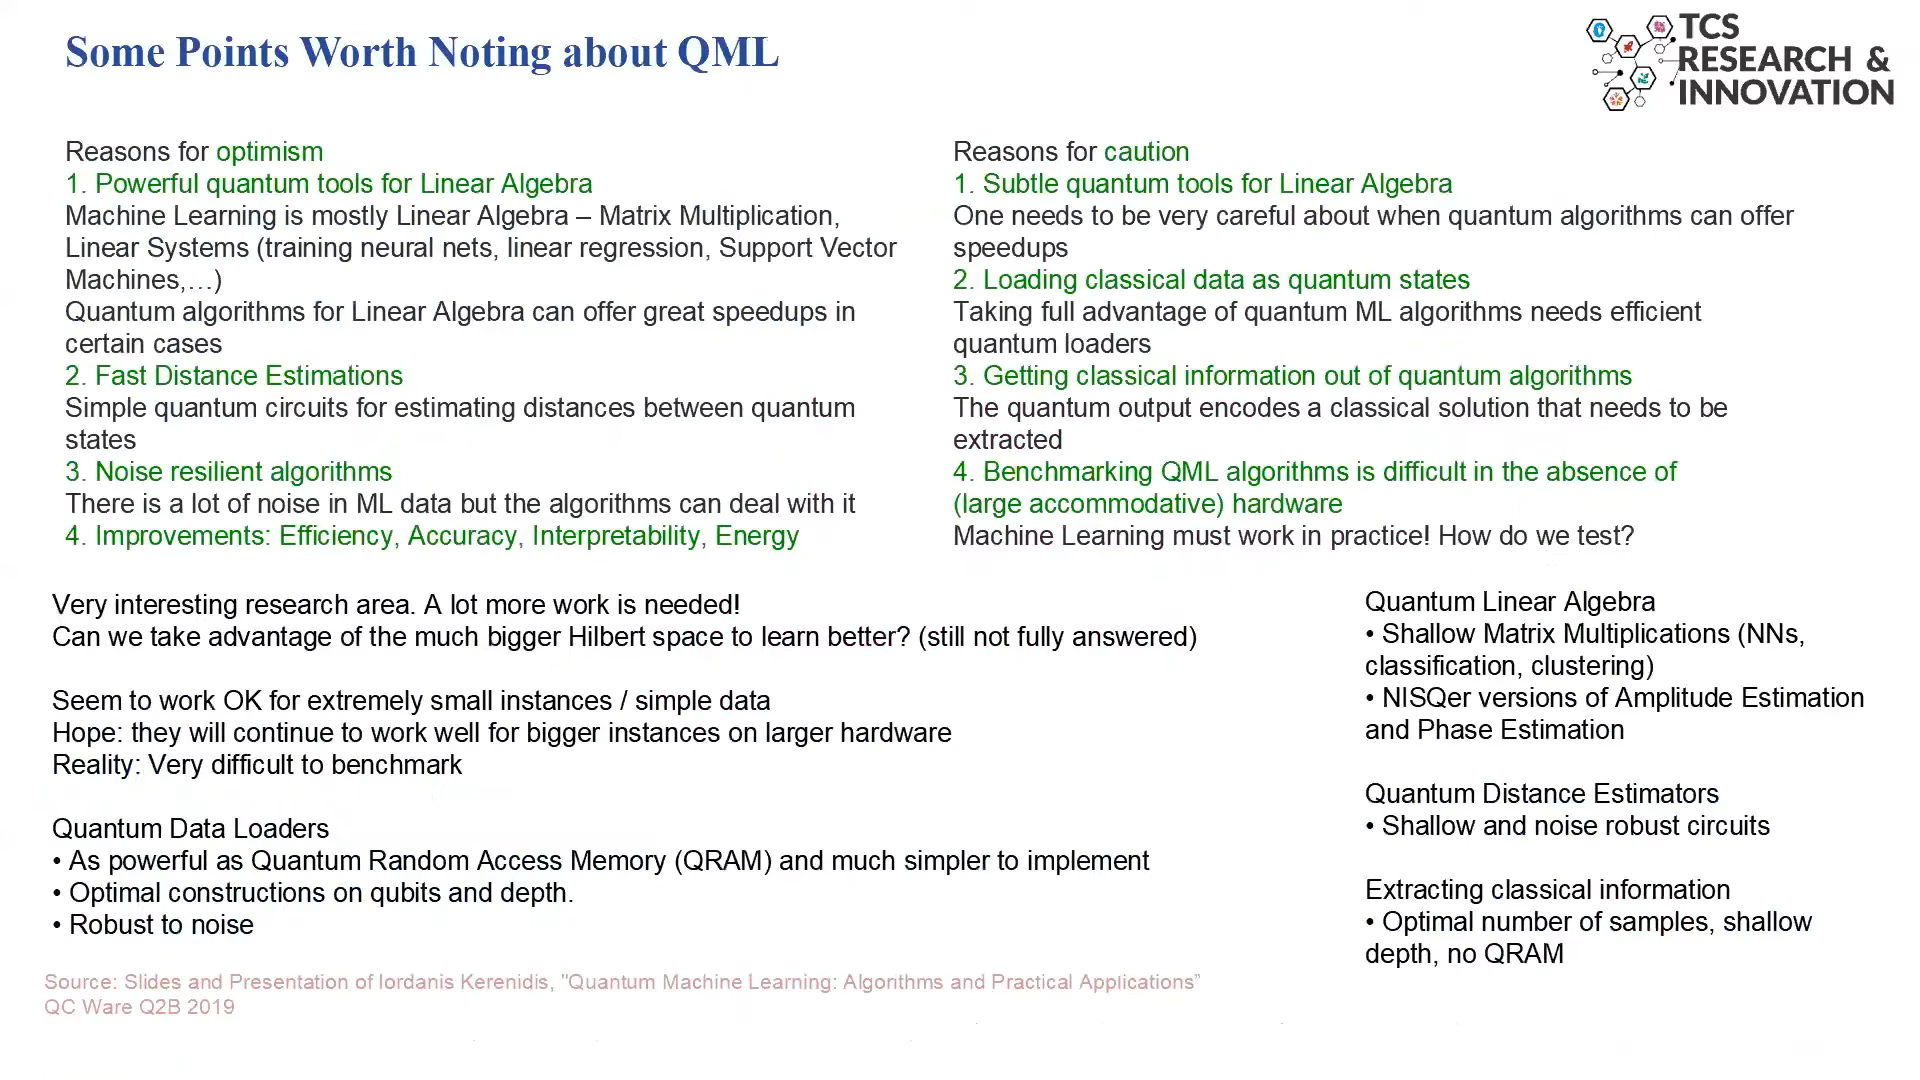 Some Points Worth Noting about QML
TCS
RESEARCH &
INNOVATION
Reasons for optimism
1. Powerful quantum tools for Linear Algebra
Machine Learning is mostly Linear Algebra – Matrix Multiplication,
Linear Systems (training neural nets, linear regression, Support Vector
Machines,…)
Quantum algorithms for Linear Algebra can offer great speedups in
certain cases
2. Fast Distance Estimations
Simple quantum circuits for estimating distances between quantum
states
3. Noise resilient algorithms
There is a lot of noise in ML data but the algorithms can deal with it
4. Improvements: Efficiency, Accuracy, Interpretability, Energy
Reasons for caution
1. Subtle quantum tools for Linear Algebra
One needs to be very careful about when quantum algorithms can offer
speedups
2. Loading classical data as quantum states
Taking full advantage of quantum ML algorithms needs efficient
quantum loaders
3. Getting classical information out of quantum algorithms
The quantum output encodes a classical solution that needs to be
extracted
4. Benchmarking QML algorithms is difficult in the absence of
(large accommodative) hardware
Machine Learning must work in practice! How do we test?
Very interesting research area. A lot more work is needed!
Can we take advantage of the much bigger Hilbert space to learn better? (still not fully answered)
Seem to work OK for extremely small instances / simple data
Hope: they will continue to work well for bigger instances on larger hardware
Reality: Very difficult to benchmark
Quantum Data Loaders
• As powerful as Quantum Random Access Memory (QRAM) and much simpler to implement
• Optimal constructions on qubits and depth.
• Robust to noise
Quantum Linear Algebra
• Shallow Matrix Multiplications (NNs,
classification, clustering)
• NISQer versions of Amplitude Estimation
and Phase Estimation
Quantum Distance Estimators
• Shallow and noise robust circuits
Extracting classical information
• Optimal number of samples, shallow
depth, no QRAM
Source: Slides and Presentation of Iordanis Kerenidis, "Quantum Machine Learning: Algorithms and Practical Applications”
QC Ware Q2B 2019